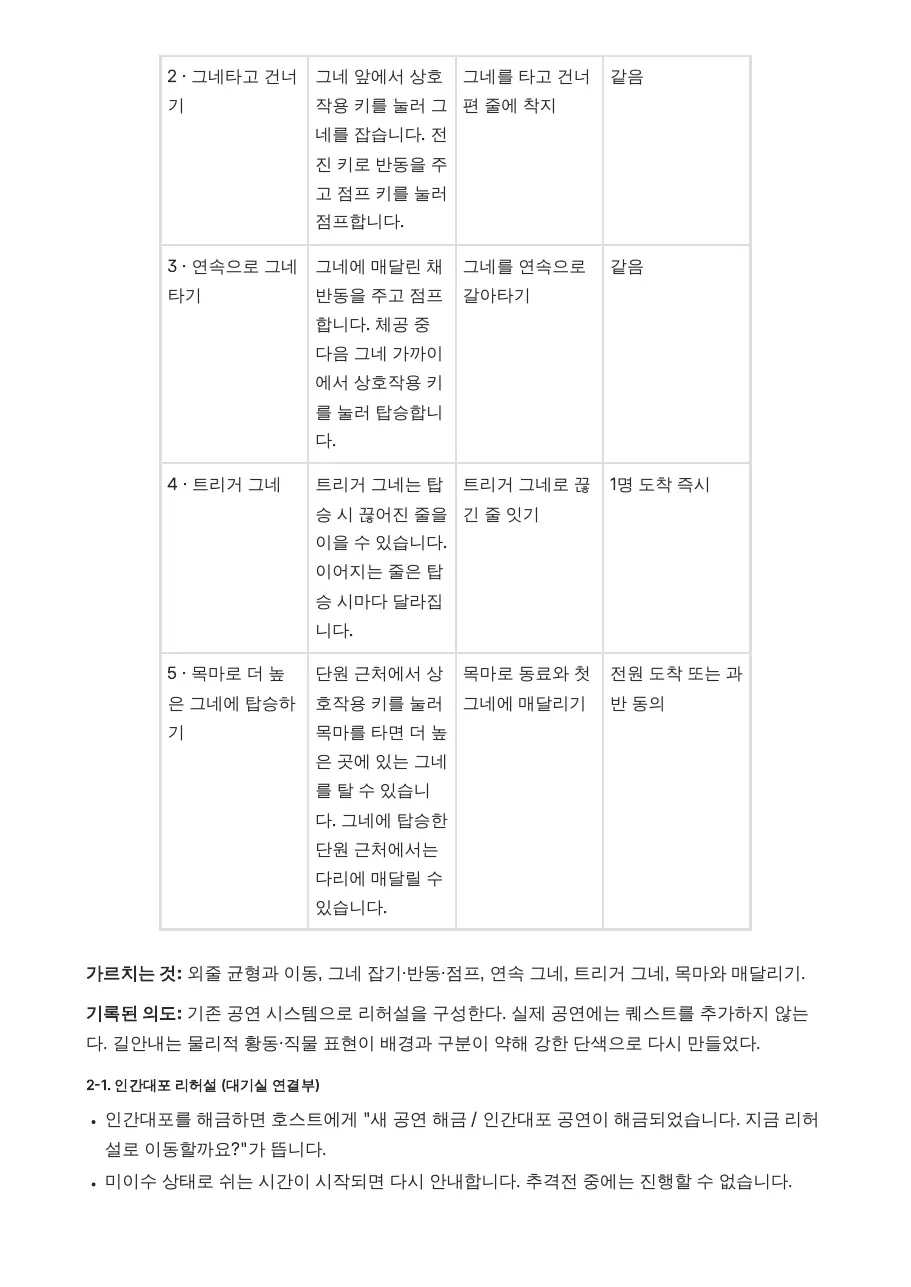 2 · 그네타고 건너
기
그네 앞에서 상호
작용 키를 눌러 그
네를 잡습니다. 전
진 키로 반동을 주
고 점프 키를 눌러
점프합니다.
그네를 타고 건너
편 줄에 착지
같음
3 · 연속으로 그네
타기
그네에 매달린 채
반동을 주고 점프
합니다. 체공 중
다음 그네 가까이
에서 상호작용 키
를 눌러 탑승합니
다.
그네를 연속으로
갈아타기
같음
4 · 트리거 그네
트리거 그네는 탑
승 시 끊어진 줄을
이을 수 있습니다.
이어지는 줄은 탑
승 시마다 달라집
니다.
트리거 그네로 끊
긴 줄 잇기
1명 도착 즉시
5 · 목마로 더 높
은 그네에 탑승하
기
단원 근처에서 상
호작용 키를 눌러
목마를 타면 더 높
은 곳에 있는 그네
를 탈 수 있습니
다. 그네에 탑승한
단원 근처에서는
다리에 매달릴 수
있습니다.
목마로 동료와 첫
그네에 매달리기
전원 도착 또는 과
반 동의
가르치는 것: 외줄 균형과 이동, 그네 잡기·반동·점프, 연속 그네, 트리거 그네, 목마와 매달리기.
기록된 의도: 기존 공연 시스템으로 리허설을 구성한다. 실제 공연에는 퀘스트를 추가하지 않는
다. 길안내는 물리적 황동·직물 표현이 배경과 구분이 약해 강한 단색으로 다시 만들었다.
2-1. 인간대포 리허설 (대기실 연결부)
• 인간대포를 해금하면 호스트에게 "새 공연 해금 / 인간대포 공연이 해금되었습니다. 지금 리허
설로 이동할까요?"가 뜹니다.
• 미이수 상태로 쉬는 시간이 시작되면 다시 안내합니다. 추격전 중에는 진행할 수 없습니다.